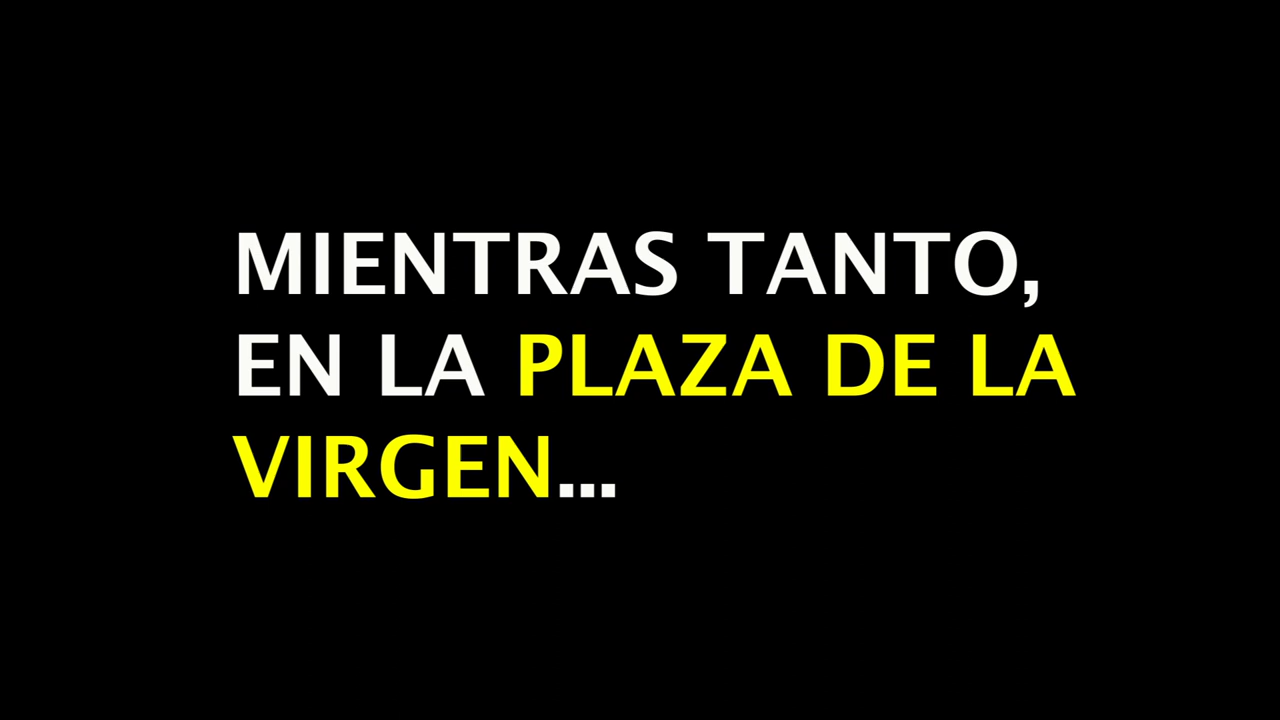 MIENTRAS TANTO,
EN LA PLAZA DE LA
VIRGEN...